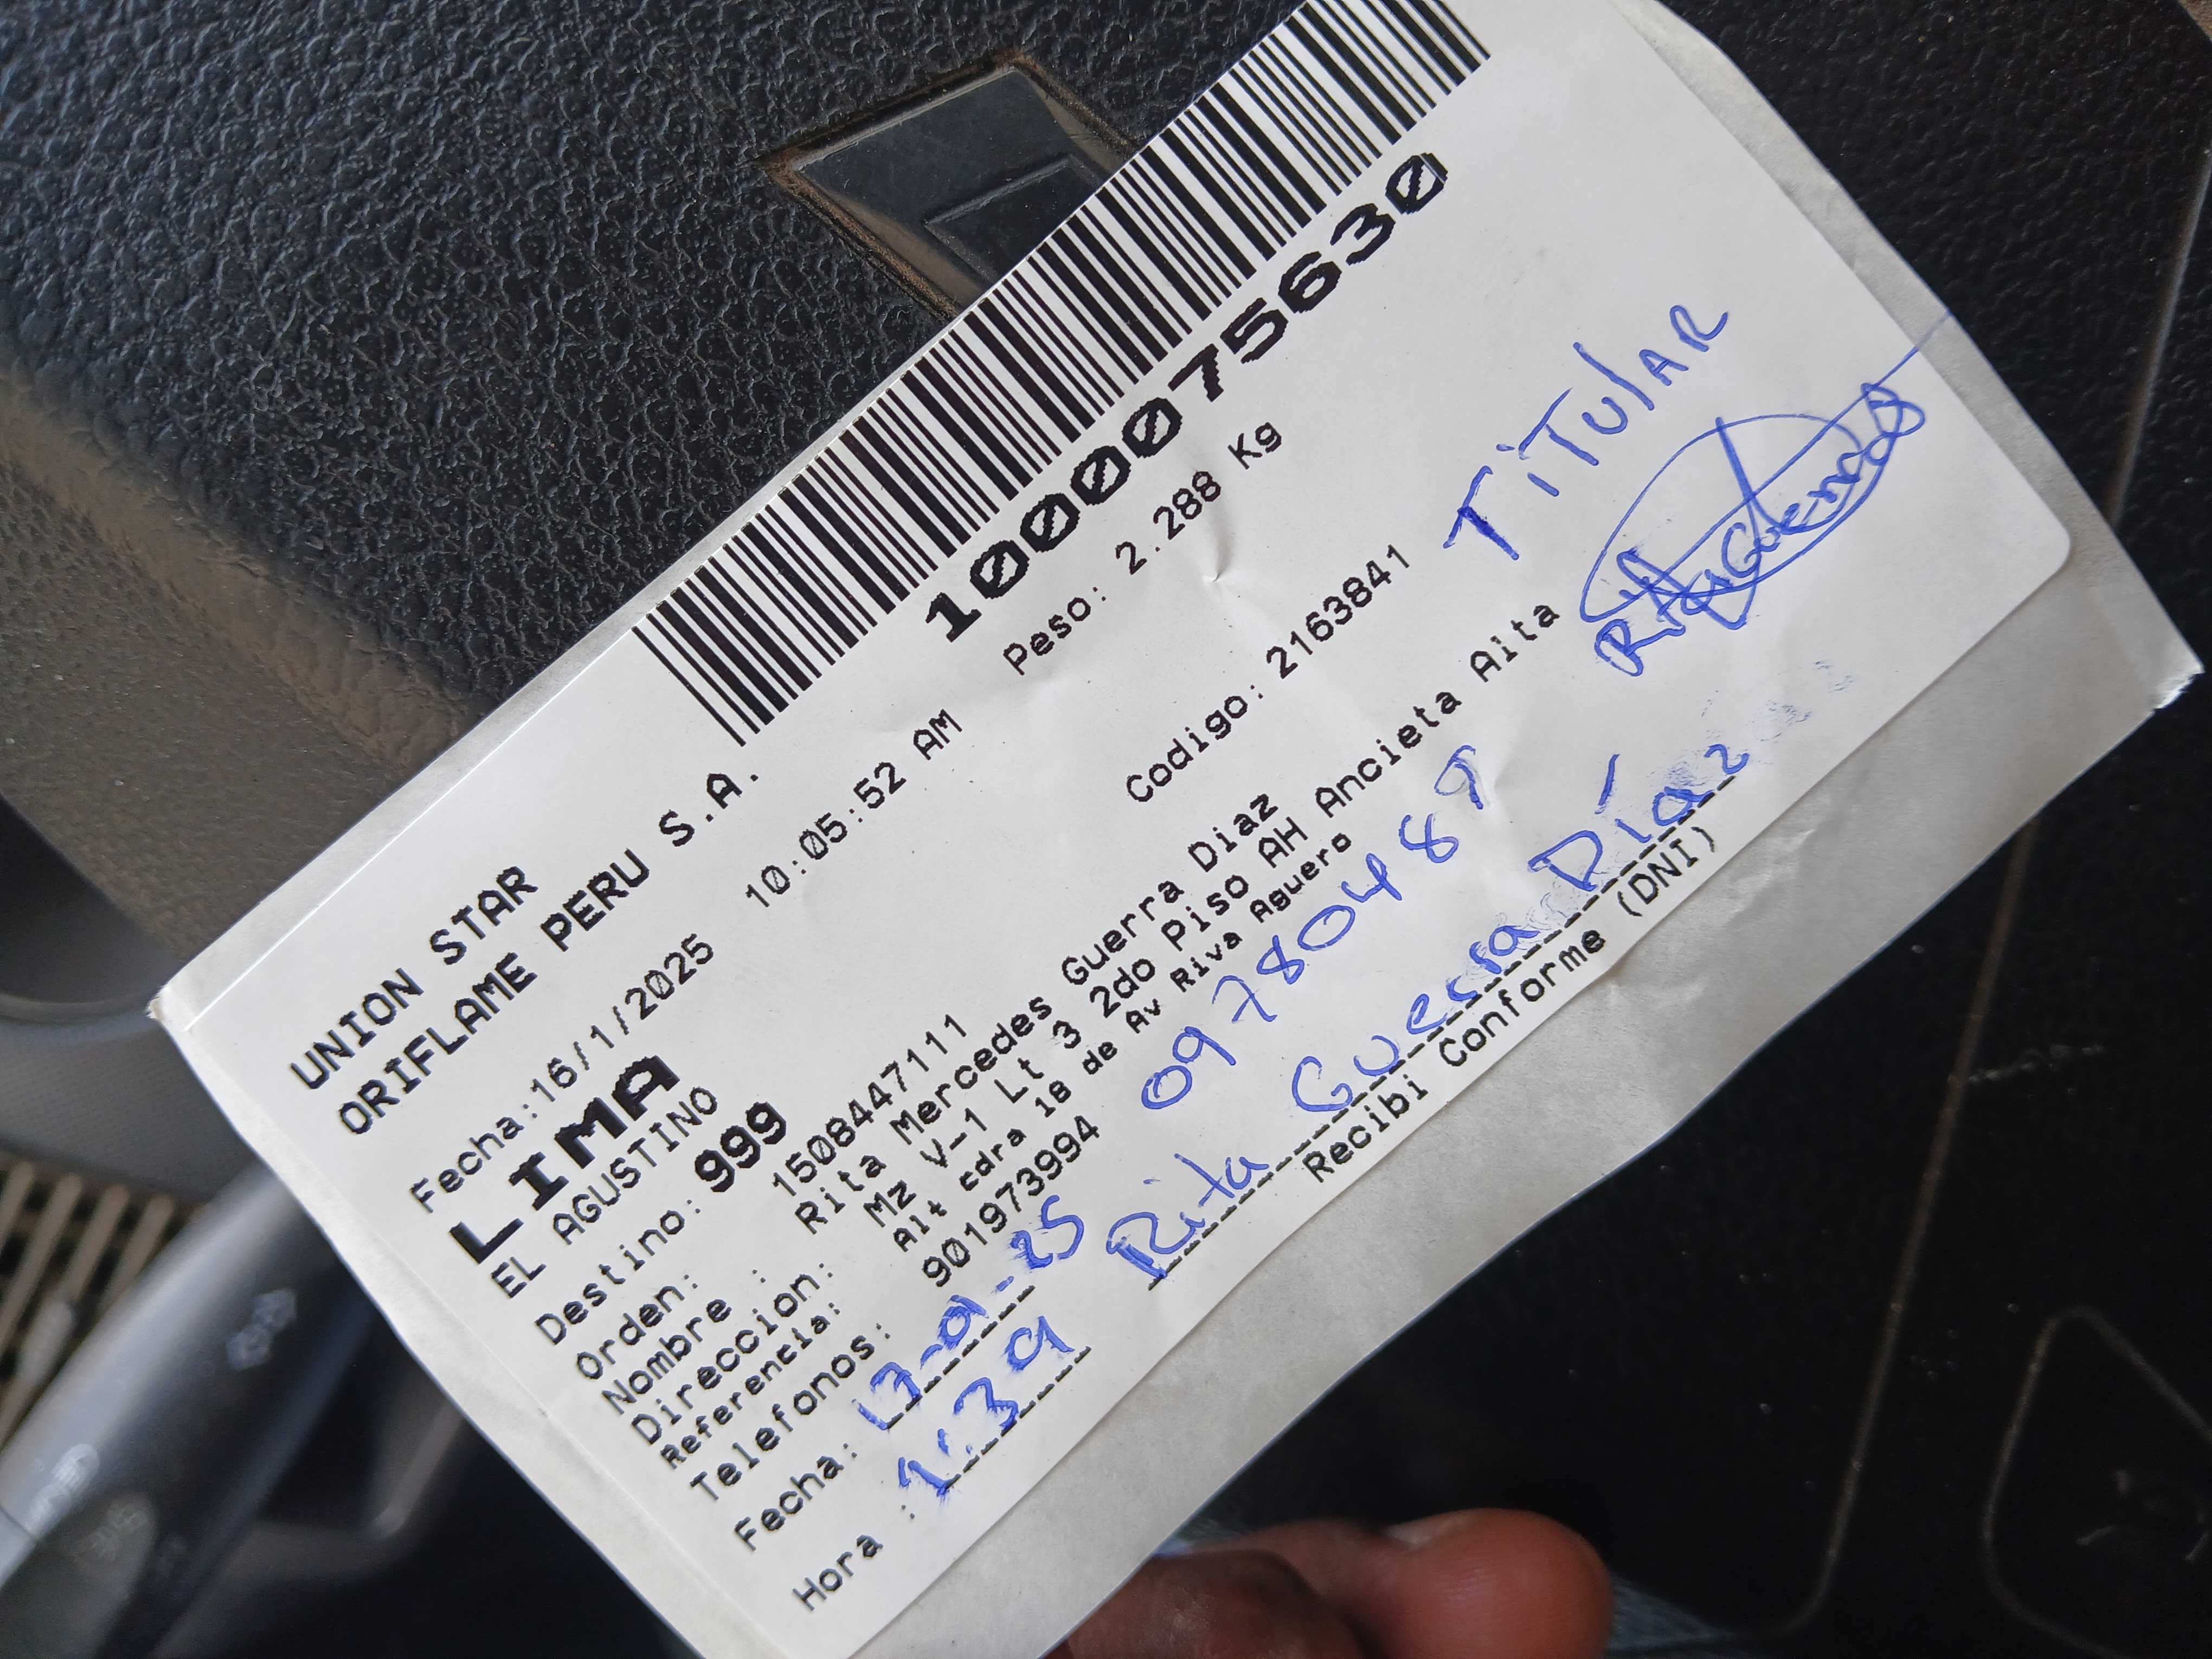 1000075630
UNION STAR
ORIFLAME PERU S.A.
Peso: 2.288 Kg
Fecha:16/1/2025 10:05:52 AM
LIMA
EL AGUSTINO
Destino: 999
Codigo: 2163841
TiTulAR
Orden: 1508447111
Nombre : Rita Mercedes Guerra Diaz
Direccion: Mz V-1 Lt 3 2do Piso AH Ancieta Alta
Referencia: Alt cdra 18 de Av Riva Aguero
Telefonos: 901973994
09780489
Fecha: 17-01-25
Rita Guerra Díaz
Hora : 1:39
Recibi Conforme (DNI)